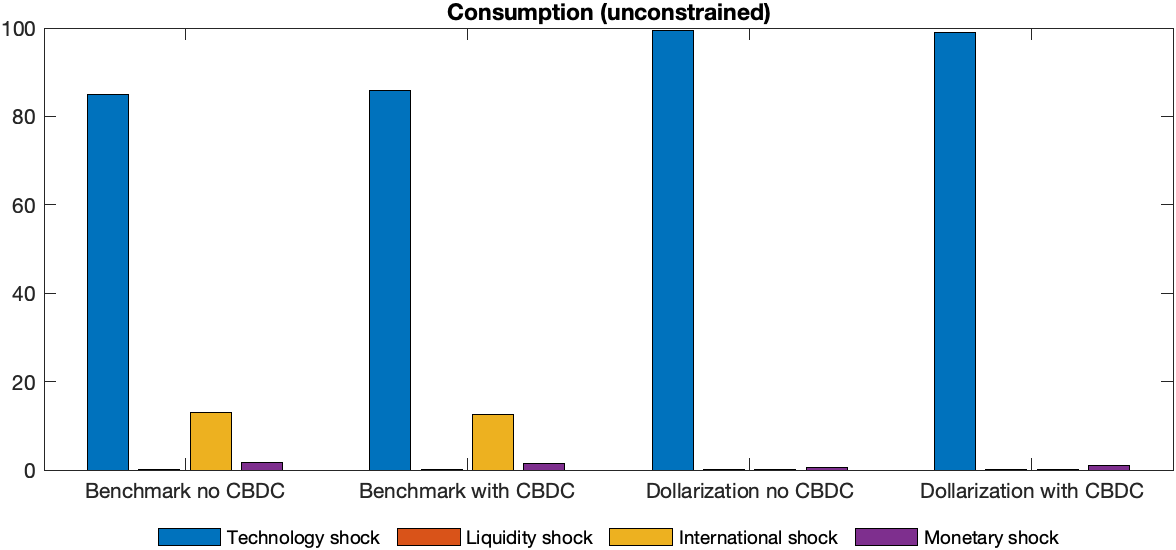 Consumption (unconstrained)
100
80
60
40
20
0
Benchmark no CBDC Benchmark with CBDC Dollarization no CBDC Dollarization with CBDC
Technology shock Liquidity shock International shock Monetary shock